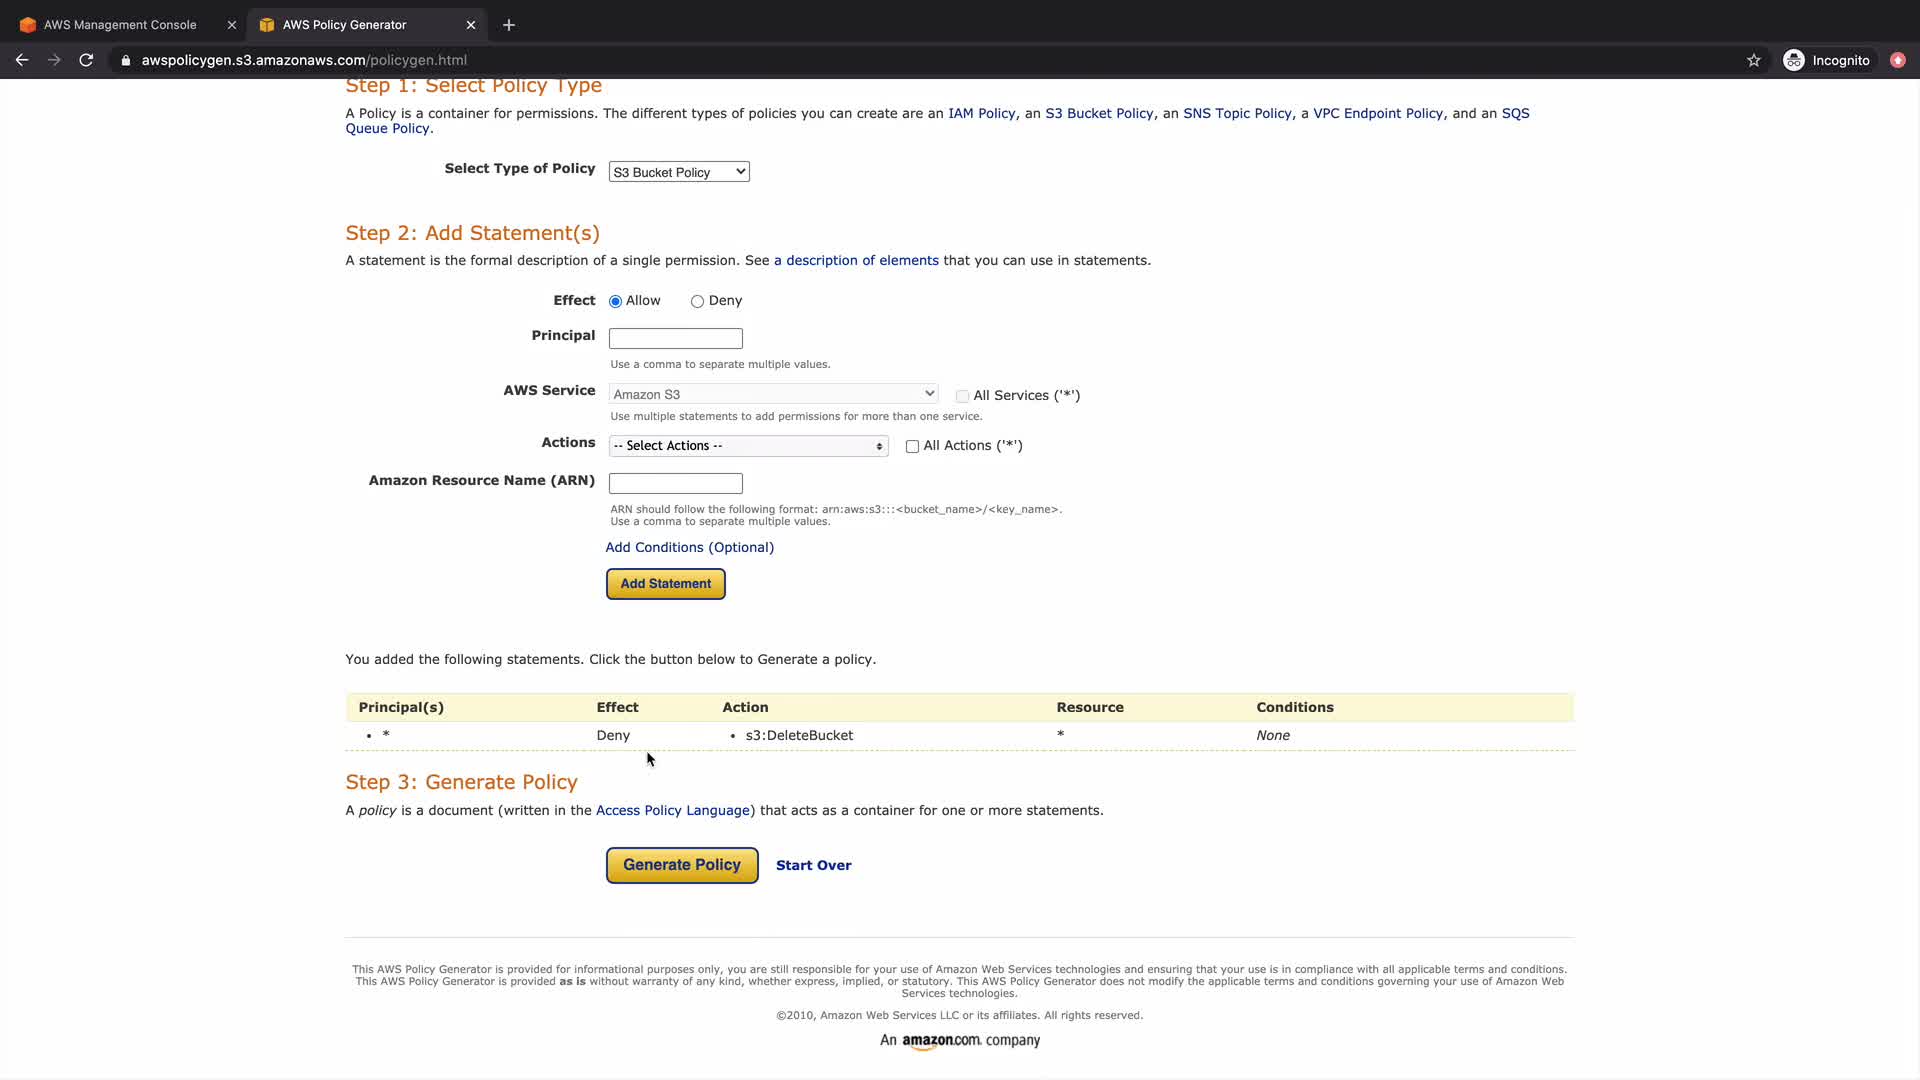 AWS Management Console
AWS Policy Generator
awspolicygen.s3.amazonaws.com/policygen.html
Incognito
Step 1: Select Policy Type
A Policy is a container for permissions. The different types of policies you can create are an IAM Policy, an S3 Bucket Policy, an SNS Topic Policy, a VPC Endpoint Policy, and an SQS
Queue Policy.
Select Type of Policy S3 Bucket Policy
Step 2: Add Statement(s)
A statement is the formal description of a single permission. See a description of elements that you can use in statements.
Effect Allow Deny
Principal
Use a comma to separate multiple values.
AWS Service Amazon S3 All Services ('*')
Use multiple statements to add permissions for more than one service.
Actions -- Select Actions -- All Actions ('*')
Amazon Resource Name (ARN)
ARN should follow the following format: arn:aws:s3:::<bucket_name>/<key_name>.
Use a comma to separate multiple values.
Add Conditions (Optional)
Add Statement
You added the following statements. Click the button below to Generate a policy.
Principal(s) Effect Action Resource Conditions
• * Deny • s3:DeleteBucket * None
Step 3: Generate Policy
A policy is a document (written in the Access Policy Language) that acts as a container for one or more statements.
Generate Policy Start Over
This AWS Policy Generator is provided for informational purposes only, you are still responsible for your use of Amazon Web Services technologies and ensuring that your use is in compliance with all applicable terms and conditions.
This AWS Policy Generator is provided as is without warranty of any kind, whether express, implied, or statutory. This AWS Policy Generator does not modify the applicable terms and conditions governing your use of Amazon Web
Services technologies.
©2010, Amazon Web Services LLC or its affiliates. All rights reserved.
An amazon.com. company